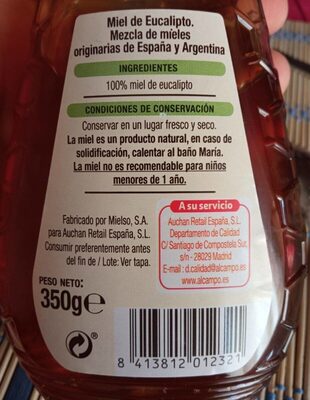 Miel de Eucalipto.
Mezcla de mieles
originarias de España y Argentina
INGREDIENTES
100% miel de eucalipto
CONDICIONES DE CONSERVACIÓN
Conservar en un lugar fresco y seco.
La miel es un producto natural, en caso de
solidificación, calentar al baño María.
La miel no es recomendable para niños
menores de 1 año.
Fabricado por Mielso, S.A.
para Auchan Retail España, S.L.
Consumir preferentemente antes
del fin de / Lote: Ver tapa.
PESO NETO:
350g℮
A su servicio
Auchan Retail España, S.L.
Departamento de Calidad
C/ Santiago de Compostela Sur,
s/n - 28029 Madrid
E-mail : d.calidad@alcampo.es
www.alcampo.es
8 413812 012321